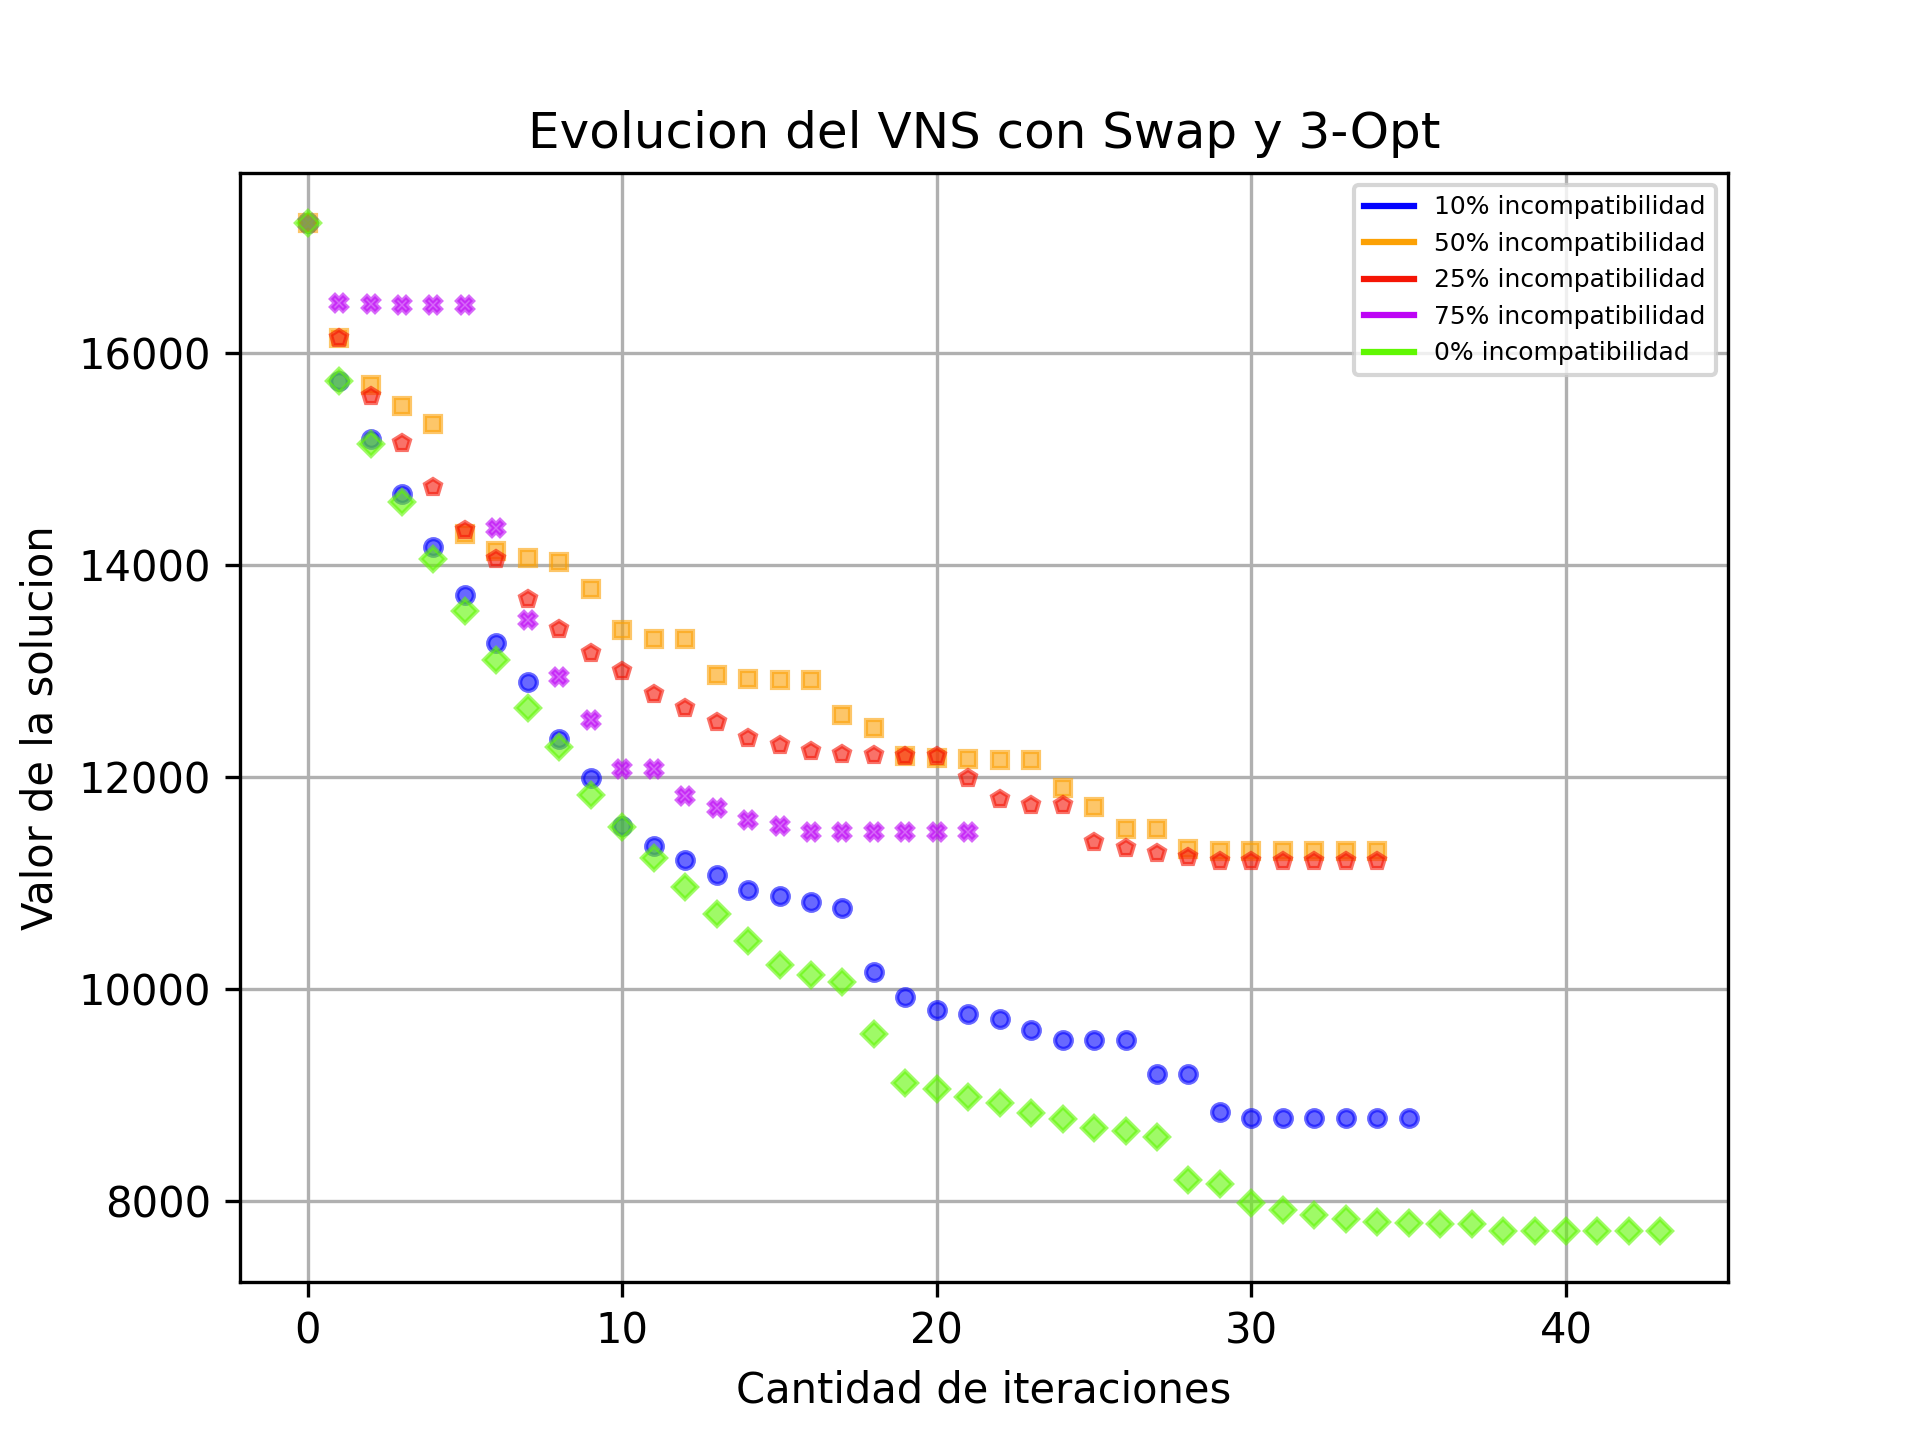 Evolucion del VNS con Swap y 3-Opt
10% incompatibilidad
50% incompatibilidad
25% incompatibilidad
75% incompatibilidad
0% incompatibilidad
Valor de la solucion
16000
14000
12000
10000
8000
0
10
20
30
40
Cantidad de iteraciones